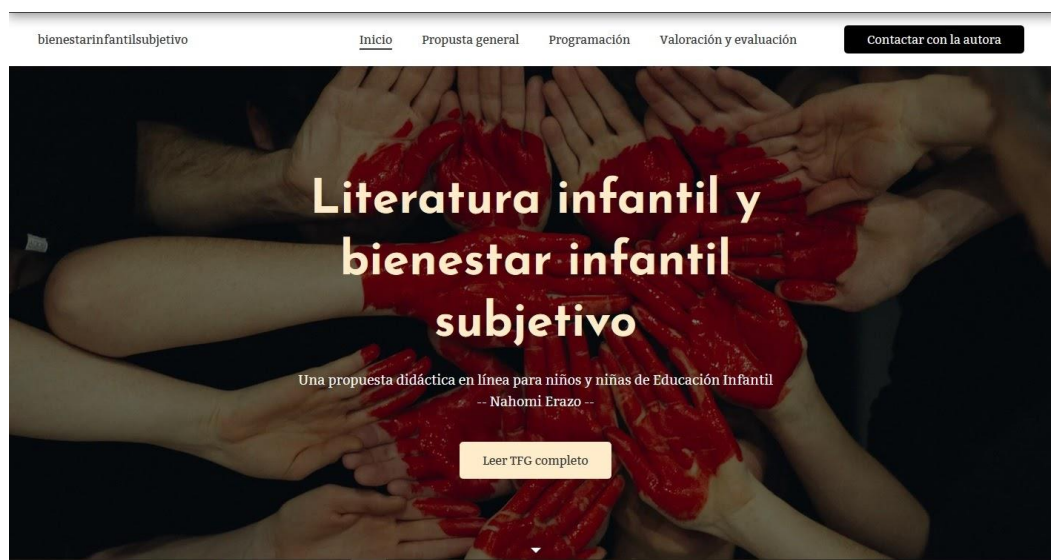 bienestarinfantilsubjetivo
Inicio
Propusta general
Programación
Valoración y evaluación
Contactar con la autora
Literatura infantil y
bienestar infantil
subjetivo
Una propuesta didáctica en línea para niños y niñas de Educación Infantil
-- Nahomi Erazo --
Leer TFG completo